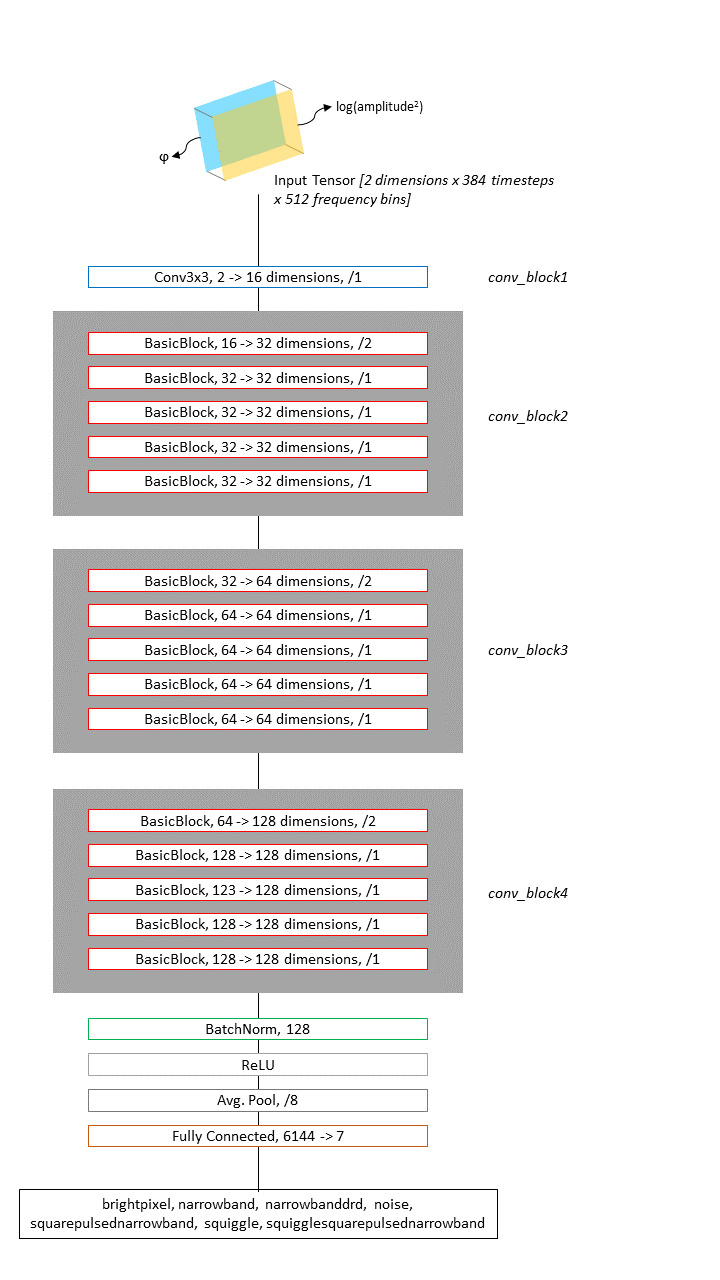 log(amplitude²)
φ
Input Tensor [2 dimensions x 384 timesteps
x 512 frequency bins]
Conv3x3, 2 -> 16 dimensions, /1
conv_block1
BasicBlock, 16 -> 32 dimensions, /2
BasicBlock, 32 -> 32 dimensions, /1
BasicBlock, 32 -> 32 dimensions, /1
conv_block2
BasicBlock, 32 -> 32 dimensions, /1
BasicBlock, 32 -> 32 dimensions, /1
BasicBlock, 32 -> 64 dimensions, /2
BasicBlock, 64 -> 64 dimensions, /1
BasicBlock, 64 -> 64 dimensions, /1
conv_block3
BasicBlock, 64 -> 64 dimensions, /1
BasicBlock, 64 -> 64 dimensions, /1
BasicBlock, 64 -> 128 dimensions, /2
BasicBlock, 128 -> 128 dimensions, /1
BasicBlock, 123 -> 128 dimensions, /1
conv_block4
BasicBlock, 128 -> 128 dimensions, /1
BasicBlock, 128 -> 128 dimensions, /1
BatchNorm, 128
ReLU
Avg. Pool, /8
Fully Connected, 6144 -> 7
brightpixel, narrowband, narrowbanddrd, noise,
squarepulsednarrowband, squiggle, squigglesquarepulsednarrowband